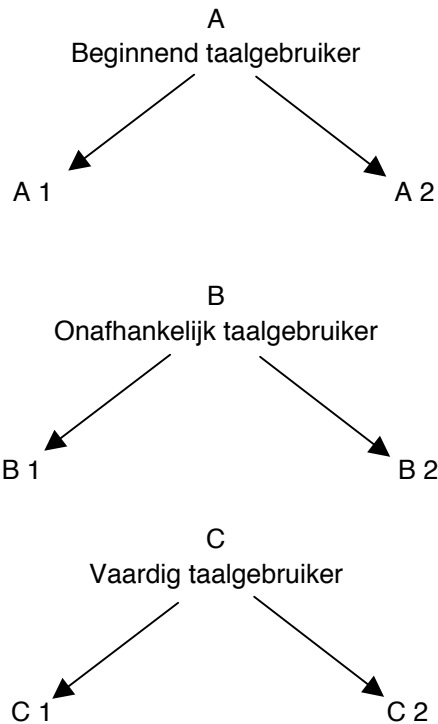 A
Beginnend taalgebruiker
A 1
A 2
B
Onafhankelijk taalgebruiker
B 1
B 2
C
Vaardig taalgebruiker
C 1
C 2